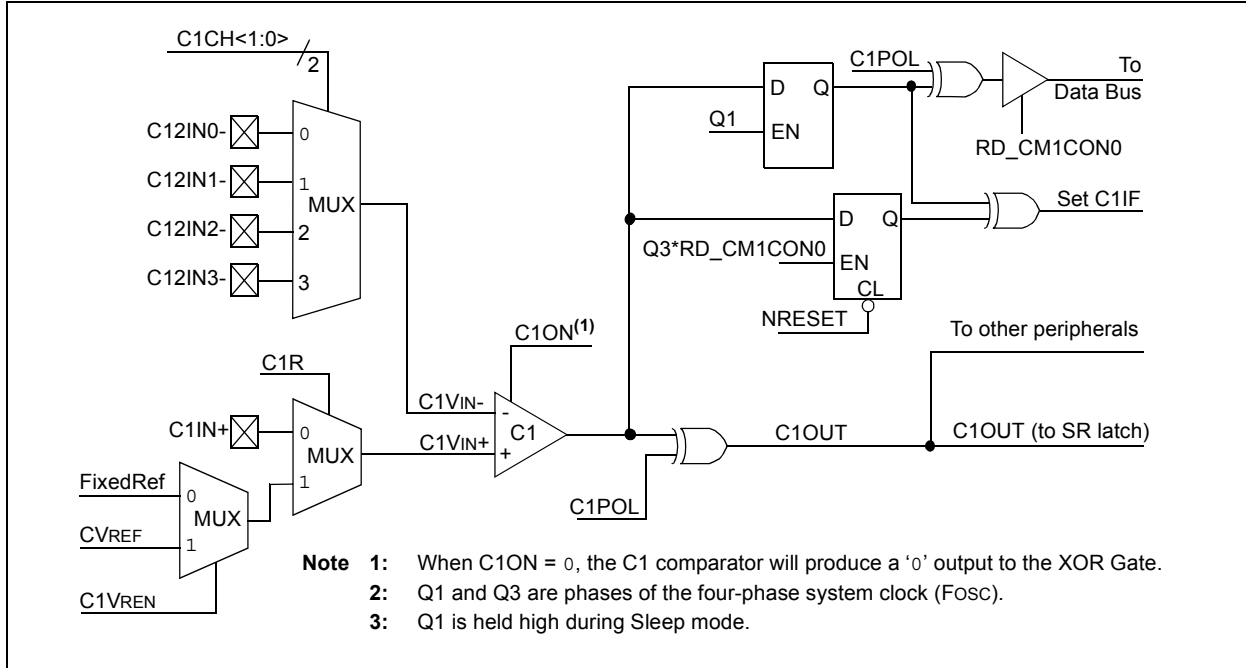 C1CH<1:0>
2
C12IN0-
0
C12IN1-
1
MUX
C12IN2-
2
C12IN3-
3
C1POL
To
Data Bus
D Q
Q1
EN
RD_CM1CON0
D Q
Set C1IF
Q3*RD_CM1CON0
EN
CL
NRESET
To other peripherals
C1ON(1)
C1R
C1VIN-
-
C1IN+
0
C1
MUX
C1VIN+
+
C1OUT
C1OUT (to SR latch)
FixedRef
0
1
MUX
CVREF
1
C1POL
C1VREN
Note 1: When C1ON = 0, the C1 comparator will produce a ‘0’ output to the XOR Gate.
2: Q1 and Q3 are phases of the four-phase system clock (FOSC).
3: Q1 is held high during Sleep mode.